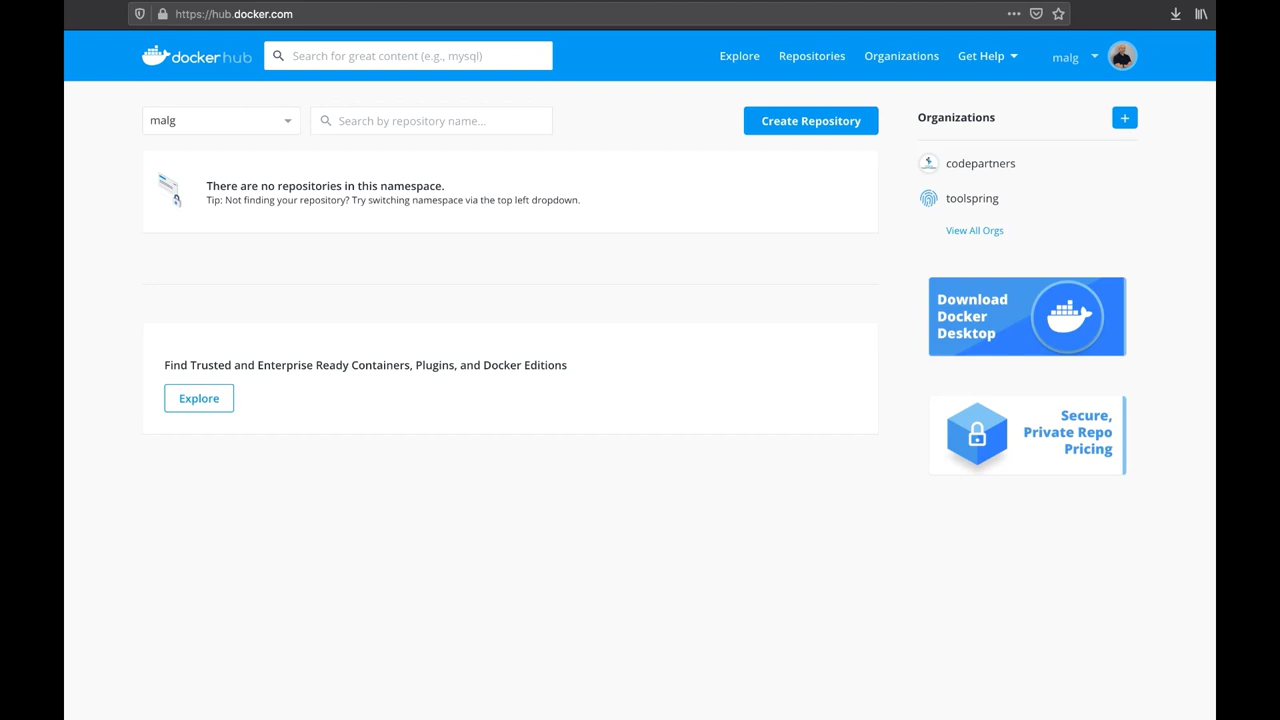 https://hub.docker.com
docker hub
Search for great content (e.g., mysql)
Explore
Repositories
Organizations
Get Help
malg
malg
Search by repository name...
Create Repository
There are no repositories in this namespace.
Tip: Not finding your repository? Try switching namespace via the top left dropdown.
Find Trusted and Enterprise Ready Containers, Plugins, and Docker Editions
Explore
Organizations
+
codepartners
toolspring
View All Orgs
Download
Docker
Desktop
Secure,
Private Repo
Pricing